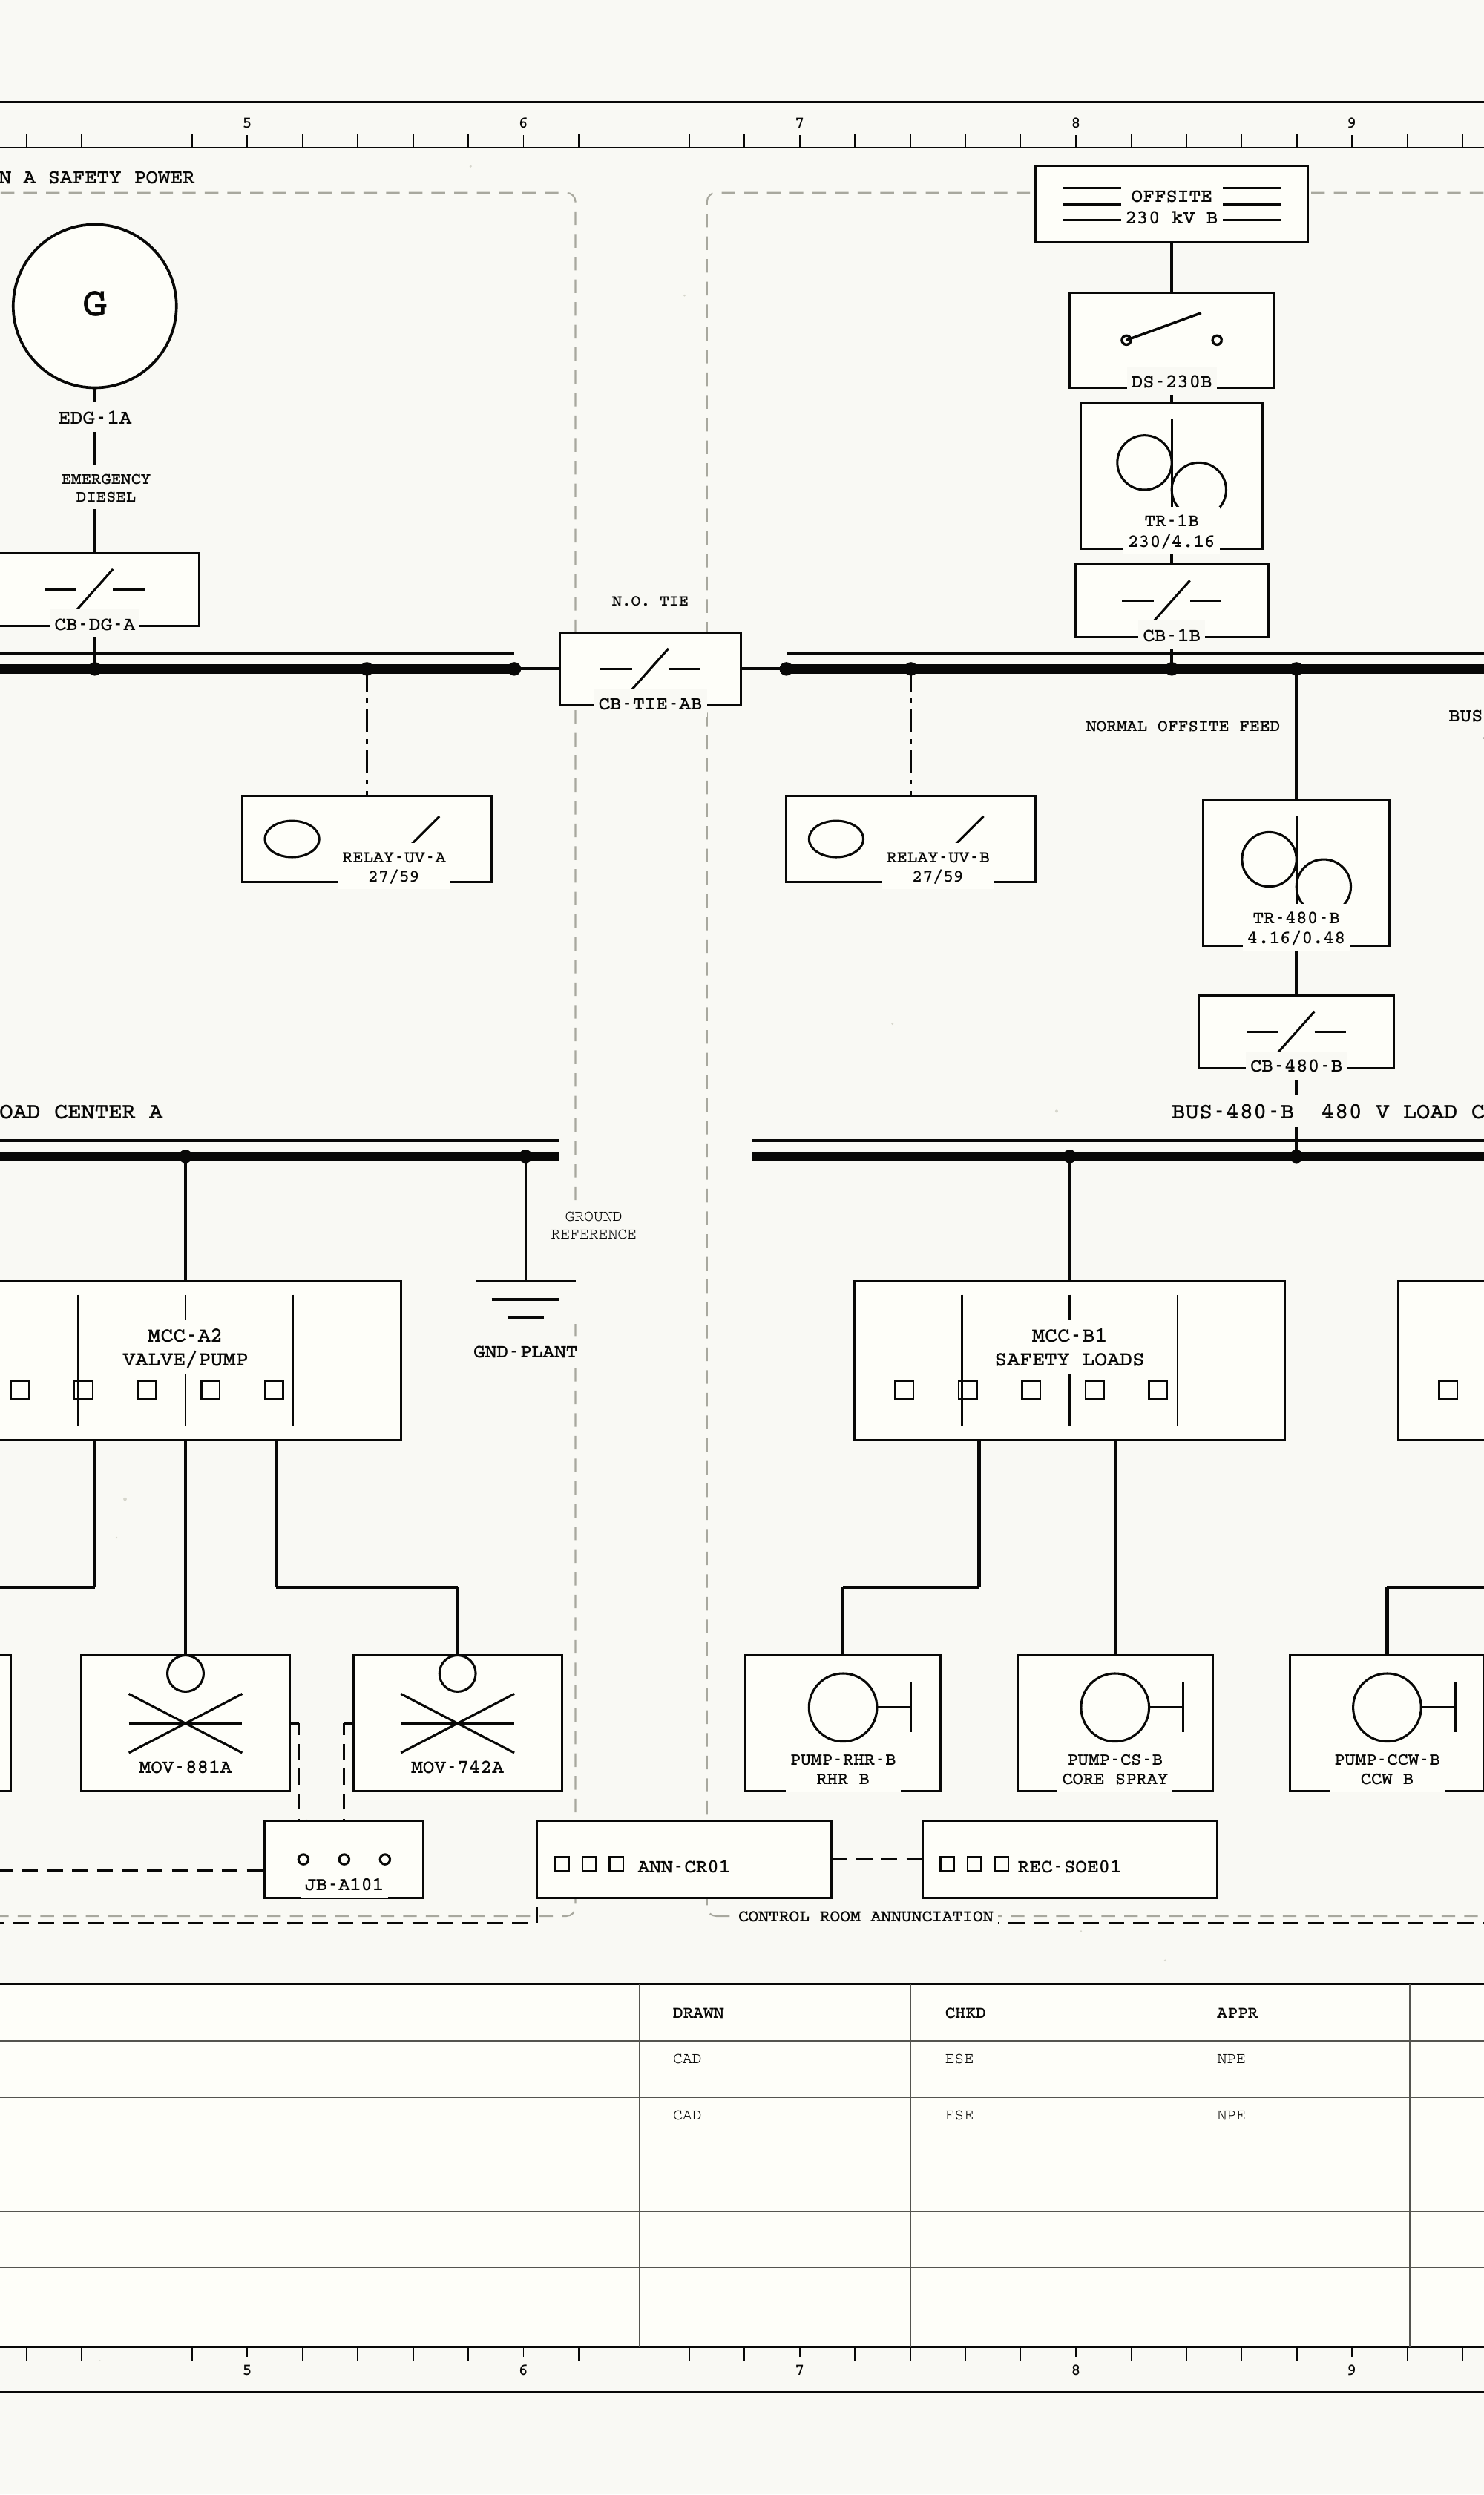 5 6 7 8 9
N A SAFETY POWER
OFFSITE
230 kV B
G
DS-230B
EDG-1A
EMERGENCY
DIESEL
TR-1B
230/4.16
CB-DG-A
N.O. TIE
CB-1B
CB-TIE-AB
NORMAL OFFSITE FEED
BUS
RELAY-UV-A
27/59
RELAY-UV-B
27/59
TR-480-B
4.16/0.48
CB-480-B
OAD CENTER A
BUS-480-B 480 V LOAD C
GROUND
REFERENCE
MCC-A2
VALVE/PUMP
GND-PLANT
MCC-B1
SAFETY LOADS
MOV-881A
MOV-742A
PUMP-RHR-B
RHR B
PUMP-CS-B
CORE SPRAY
PUMP-CCW-B
CCW B
JB-A101
ANN-CR01
REC-SOE01
CONTROL ROOM ANNUNCIATION
DRAWN CHKD APPR
CAD ESE NPE
CAD ESE NPE
5 6 7 8 9